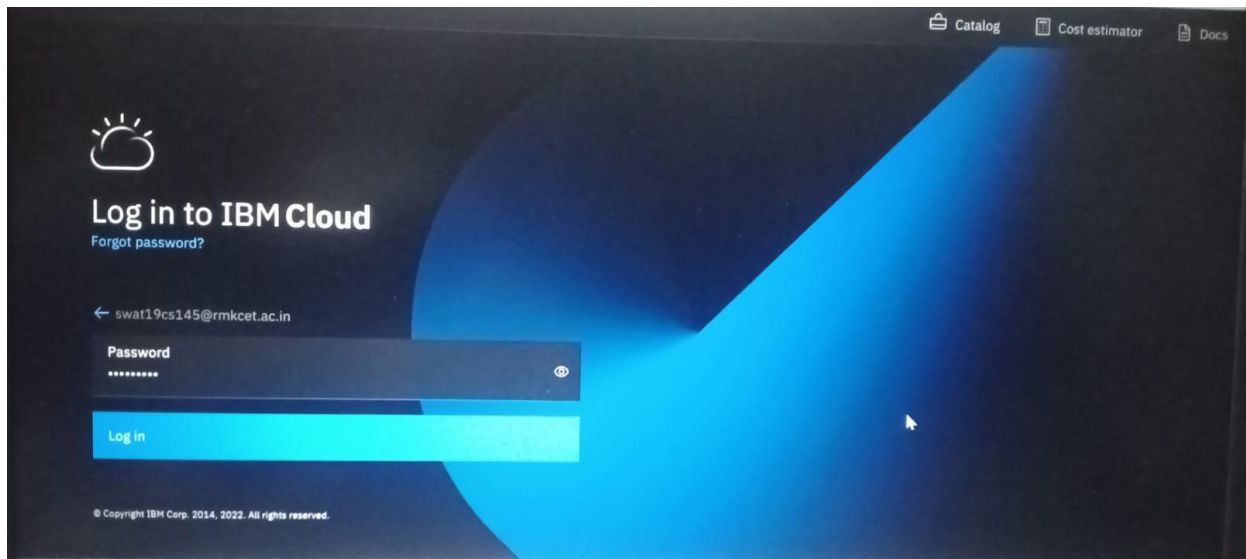 Catalog
Cost estimator
Docs
Log in to IBM Cloud
Forgot password?
← swat19cs145@rmkcet.ac.in
Password
•••••••••
Log in
© Copyright IBM Corp. 2014, 2022. All rights reserved.